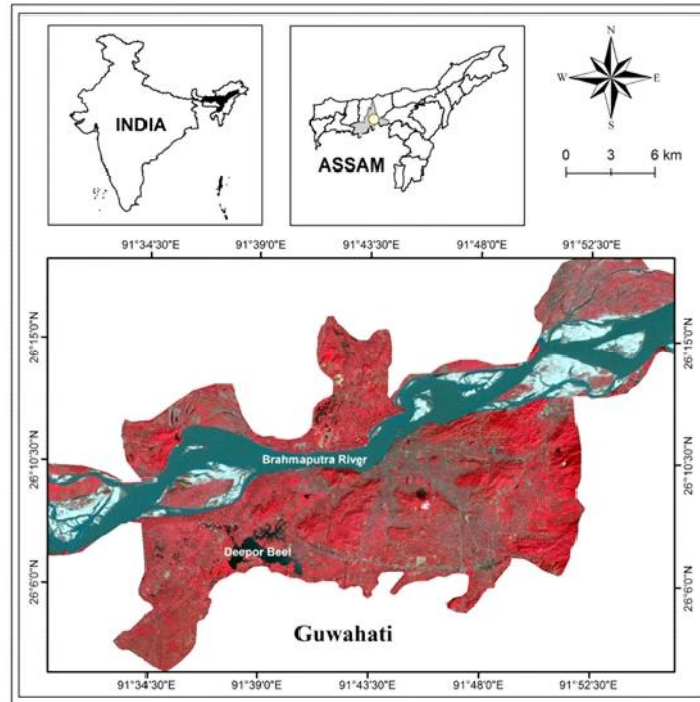 INDIA
ASSAM
N
W E
S
0 3 6 km
91°34'30"E 91°39'0"E 91°43'30"E 91°48'0"E 91°52'30"E
26°15'0"N 26°15'0"N
26°10'30"N 26°10'30"N
Brahmaputra River
Deepor Beel
26°6'0"N 26°6'0"N
Guwahati
91°34'30"E 91°39'0"E 91°43'30"E 91°48'0"E 91°52'30"E